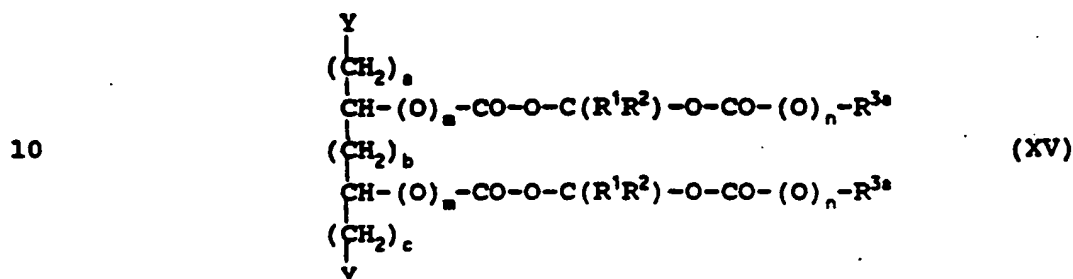 Y
(CH₂)ₐ
CH-(O)ₘ-CO-O-C(R¹R²)-O-CO-(O)ₙ-R³ᵃ
10 (CH₂)b (XV)
CH-(O)ₘ-CO-O-C(R¹R²)-O-CO-(O)ₙ-R³ᵃ
(CH₂)c
Y